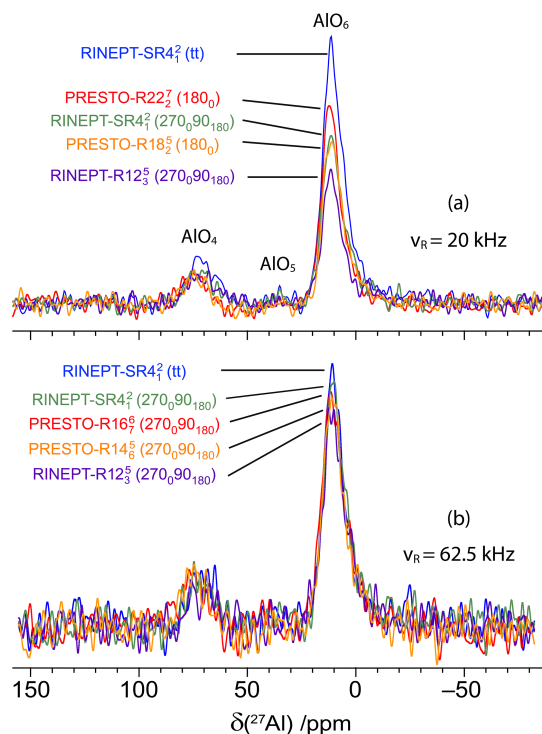 AlO₆
RINEPT-SR4²₁ (tt)
PRESTO-R22⁷₂ (180₀)
RINEPT-SR4²₁ (270₀90₁₈₀)
PRESTO-R18⁵₂ (180₀)
RINEPT-R12⁵₃ (270₀90₁₈₀)
(a)
AlO₄
AlO₅
νR = 20 kHz
RINEPT-SR4²₁ (tt)
RINEPT-SR4²₁ (270₀90₁₈₀)
PRESTO-R16⁶₇ (270₀90₁₈₀)
PRESTO-R14⁵₆ (270₀90₁₈₀)
RINEPT-R12⁵₃ (270₀90₁₈₀)
(b)
νR = 62.5 kHz
150 100 50 0 −50
δ(²⁷Al) /ppm